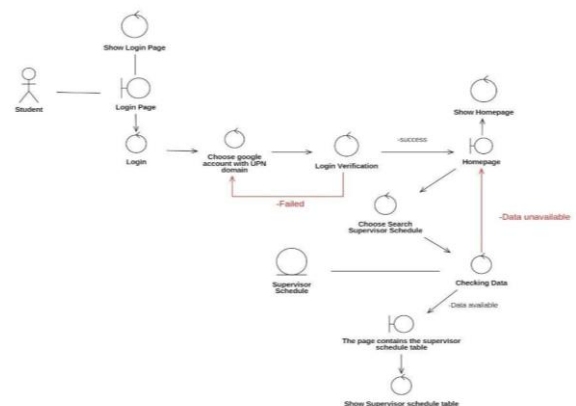 Show Login Page
Student
Login Page
Login
Choose google
account with UPN
domain
Login Verification
-success
Show Homepage
Homepage
-Failed
Choose Search
Supervisor Schedule
-Data unavailable
Supervisor
Schedule
Checking Data
-Data available
The page contains the supervisor
schedule table
Show Supervisor schedule table